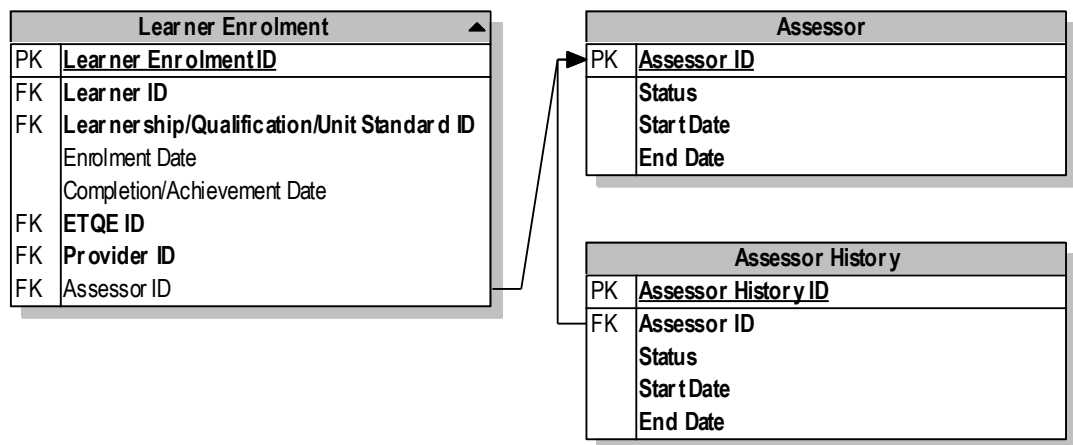 Learner Enrolment
PK Learner Enrolment ID
FK Learner ID
FK Learnership/Qualification/Unit Standard ID
Enrolment Date
Completion/Achievement Date
FK ETQE ID
FK Provider ID
FK Assessor ID
Assessor
PK Assessor ID
Status
Start Date
End Date
Assessor History
PK Assessor History ID
FK Assessor ID
Status
Start Date
End Date